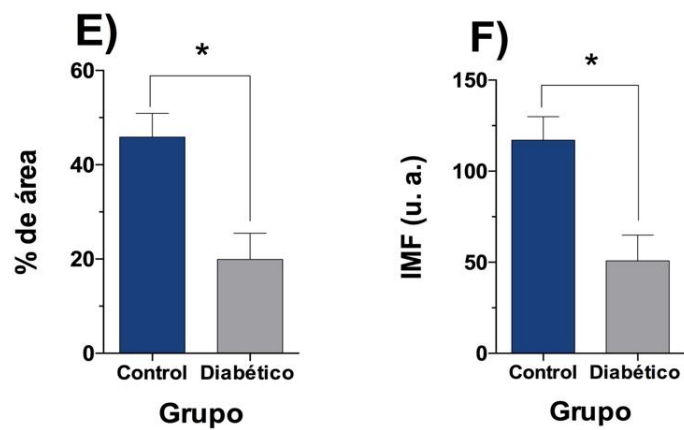 E)
*
60
40
20
0
% de área
Control Diabético
Grupo
F)
*
150
100
50
0
IMF (u. a.)
Control Diabético
Grupo